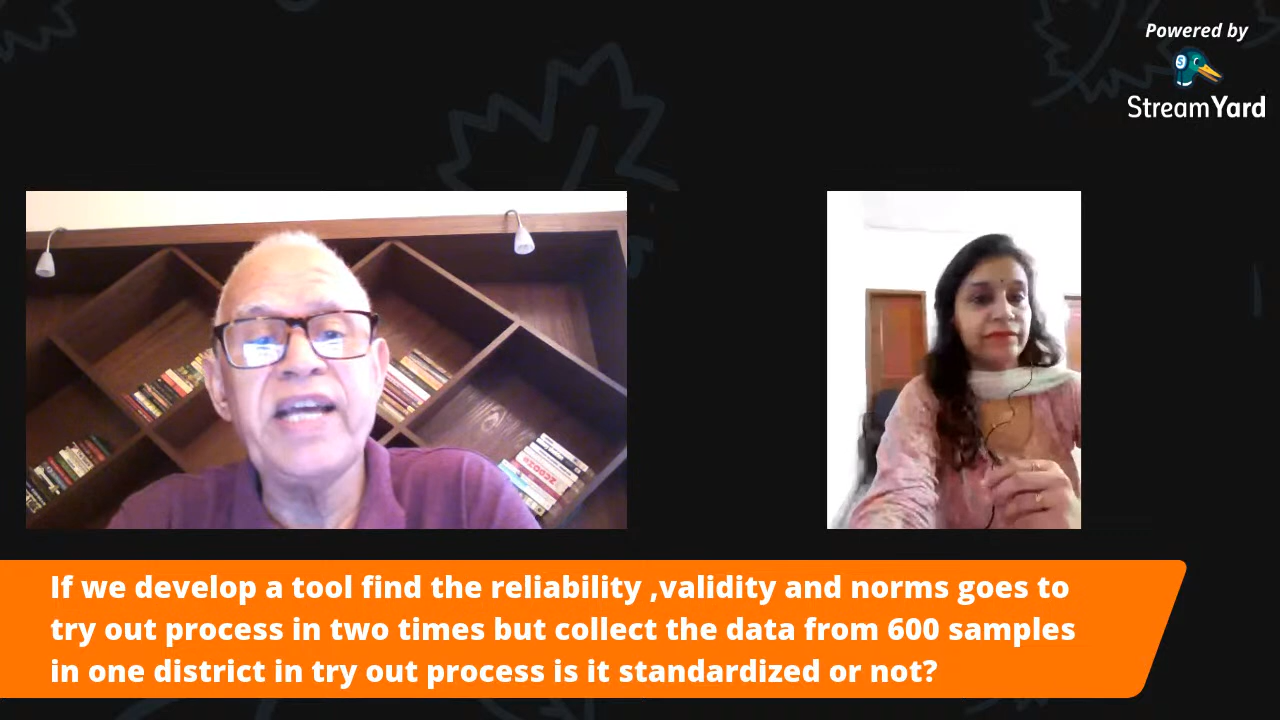 Powered by
StreamYard
If we develop a tool find the reliability ,validity and norms goes to
try out process in two times but collect the data from 600 samples
in one district in try out process is it standardized or not?